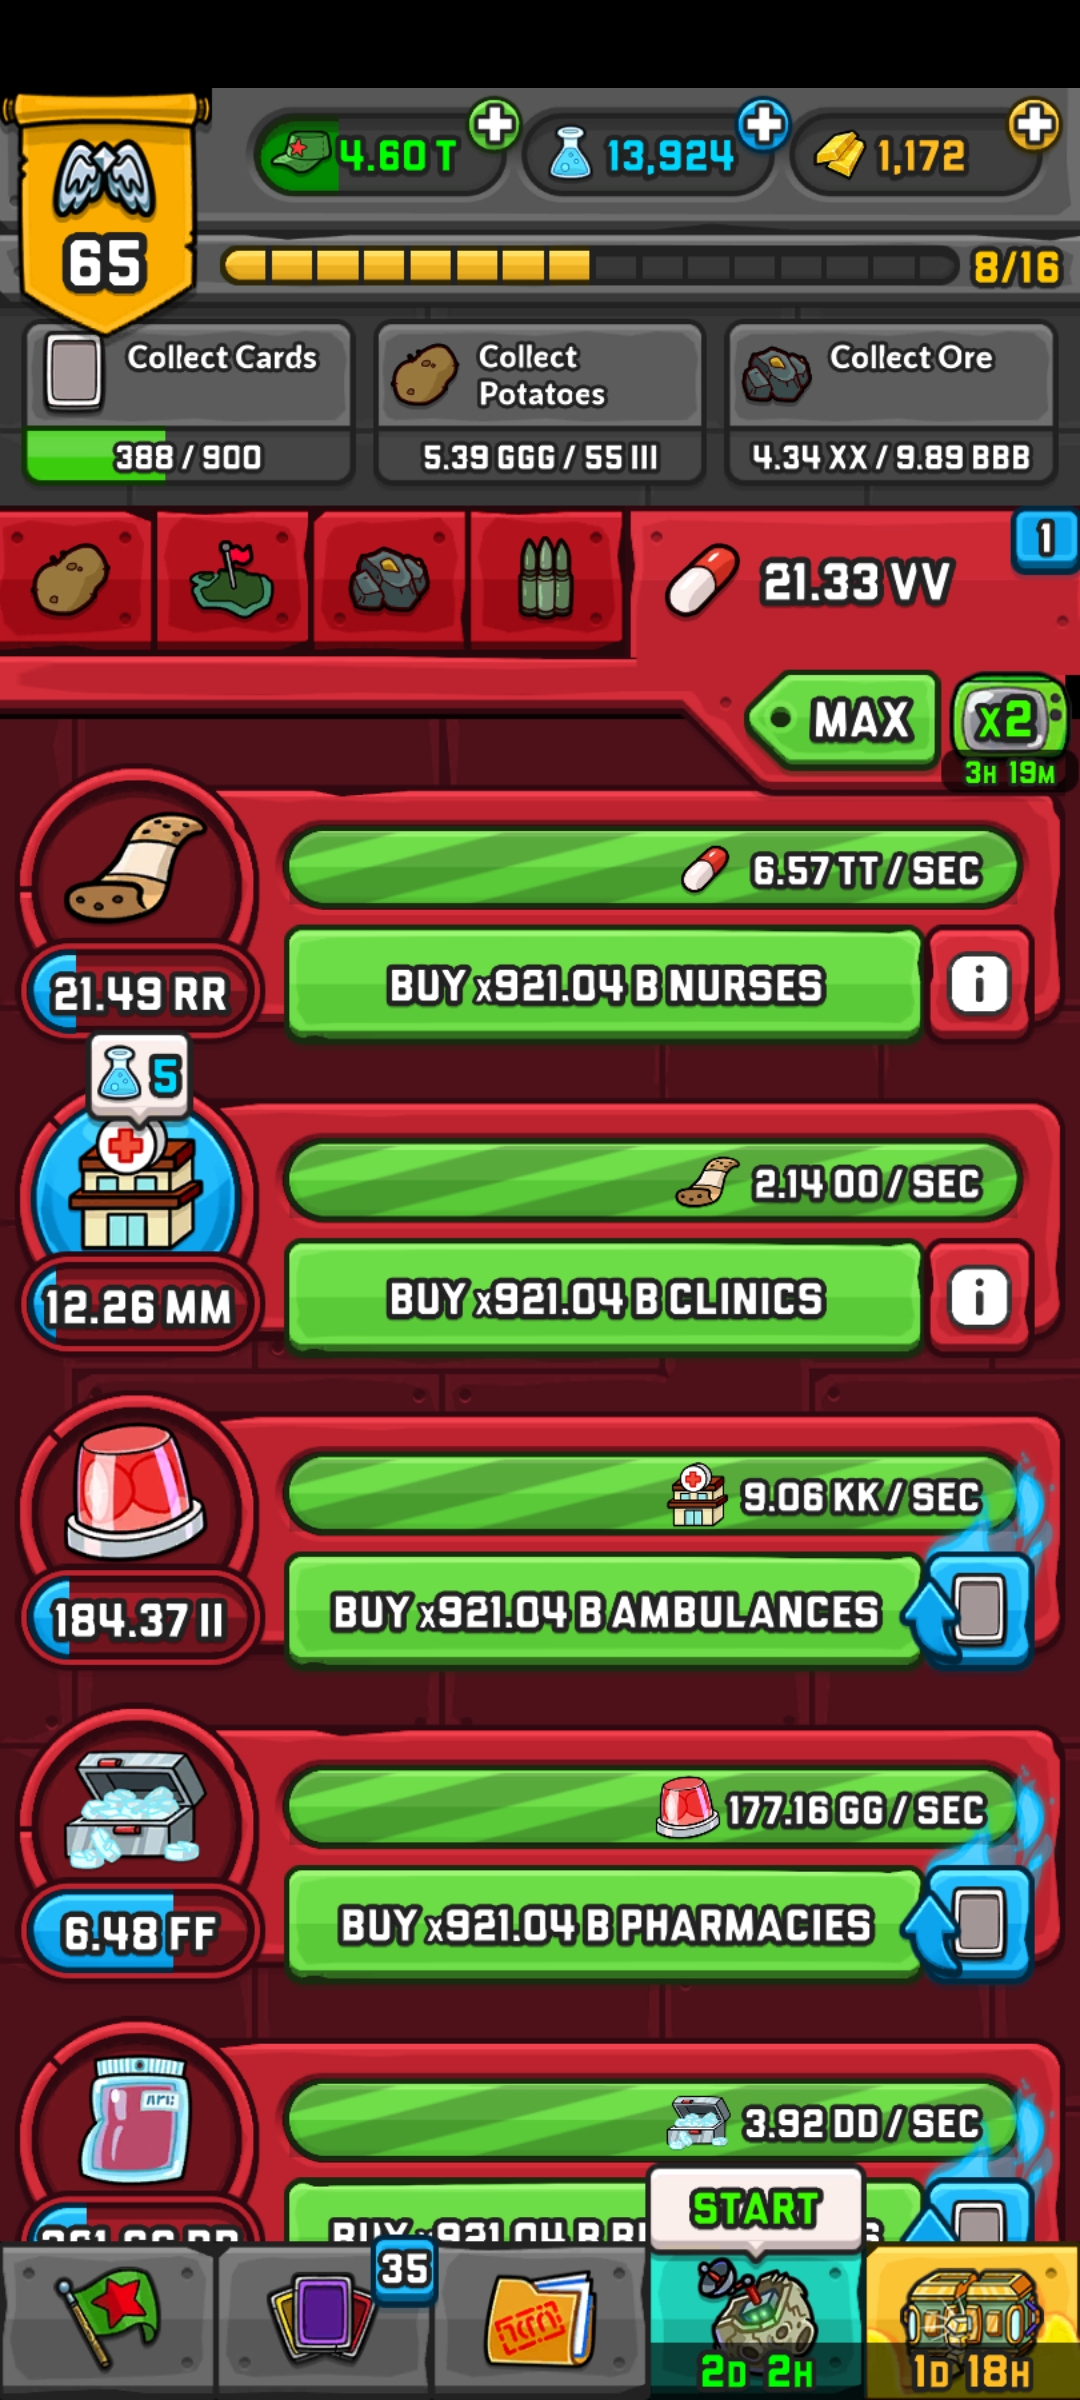 4.60 T
13,924
1,172
65
8/16
Collect Cards
388 / 900
Collect
Potatoes
5.39 GGG / 55 III
Collect Ore
4.34 XX / 9.89 BBB
21.33 VV
1
MAX
x2
3H 19M
6.57 TT / SEC
21.49 RR
BUY x921.04 B NURSES
i
5
2.14 OO / SEC
12.26 MM
BUY x921.04 B CLINICS
i
9.06 KK / SEC
184.37 II
BUY x921.04 B AMBULANCES
177.16 GG / SEC
6.48 FF
BUY x921.04 B PHARMACIES
3.92 DD / SEC
BUY x921.04 B
START
35
2D 2H
1D 18H